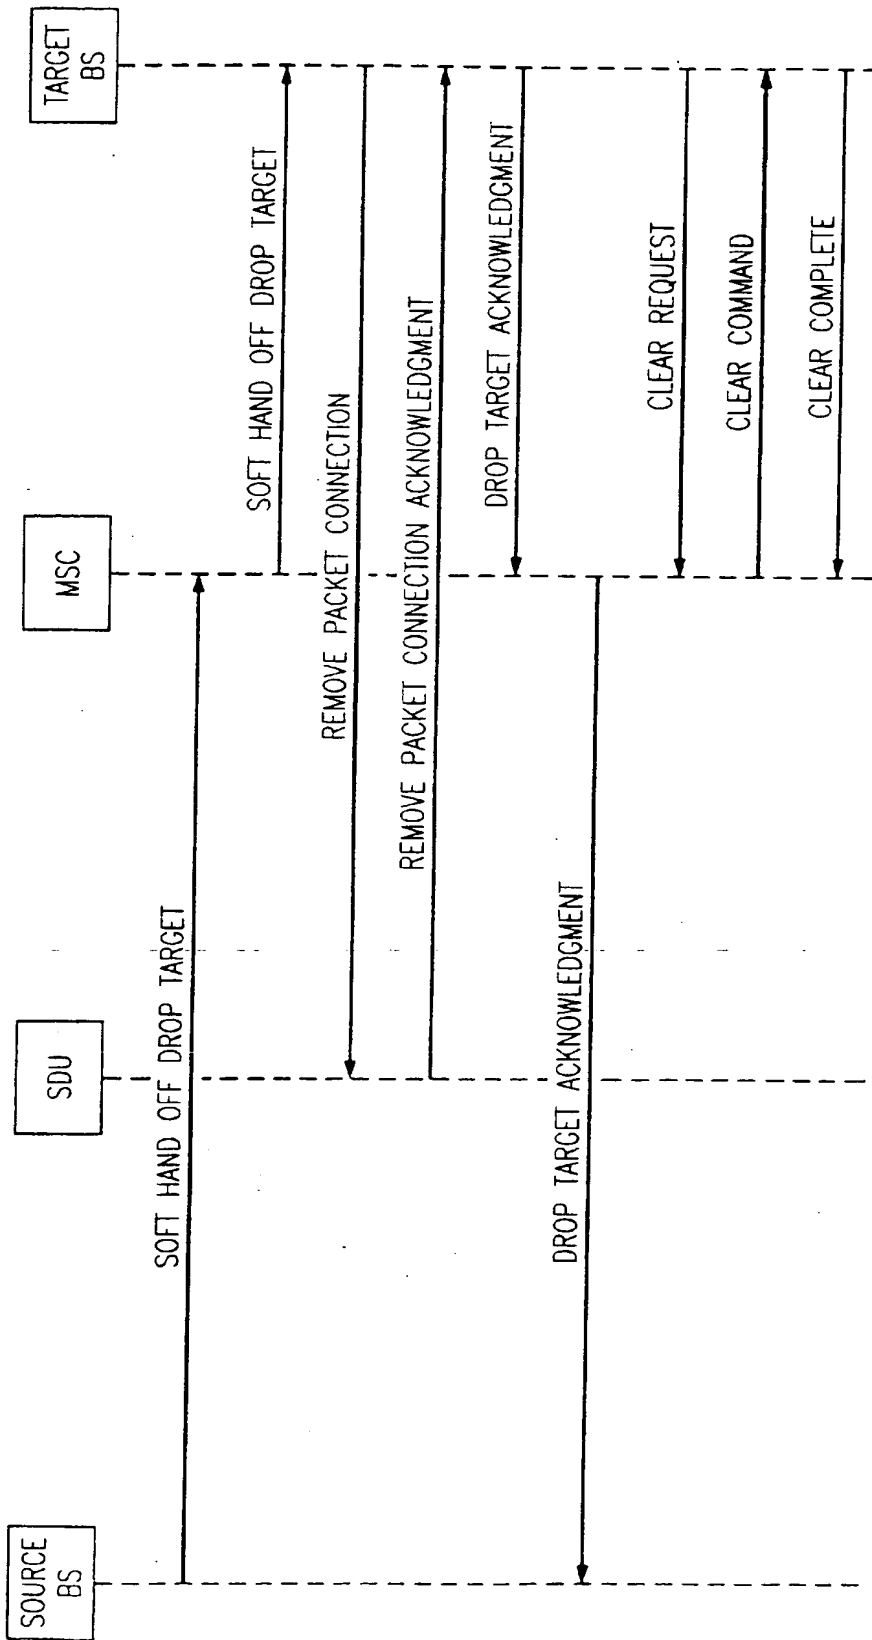 SOURCE
BS
SDU
MSC
TARGET
BS
SOFT HAND OFF DROP TARGET
SOFT HAND OFF DROP TARGET
REMOVE PACKET CONNECTION
REMOVE PACKET CONNECTION ACKNOWLEDGMENT
DROP TARGET ACKNOWLEDGMENT
DROP TARGET ACKNOWLEDGMENT
CLEAR REQUEST
CLEAR COMMAND
CLEAR COMPLETE